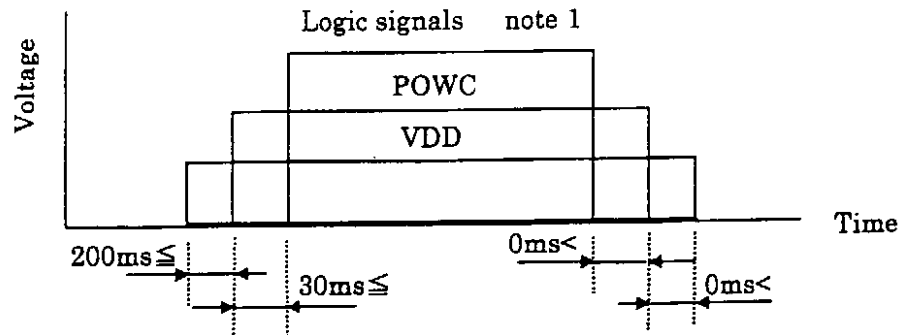 Logic signals note 1
Voltage
POWC
VDD
Time
200ms≦
0ms<
30ms≦
0ms<